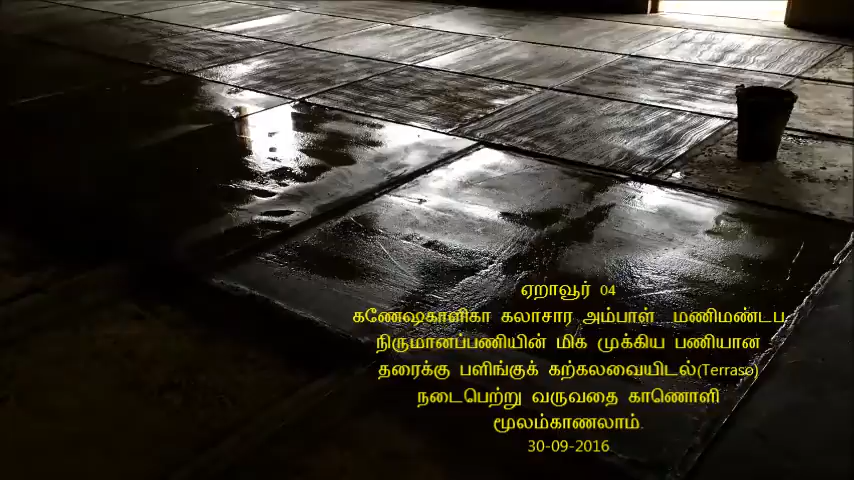 ஏறாவூர் 04
கணேஷகாளிகா கலாசார அம்பாள் மணிமண்டப
நிருமானப்பணியின் மிக முக்கிய பணியான
தரைக்கு பளிங்குக் கற்கலவையிடல்(Terraso)
நடைபெற்று வருவதை காணொளி
மூலம்காணலாம்.
30-09-2016